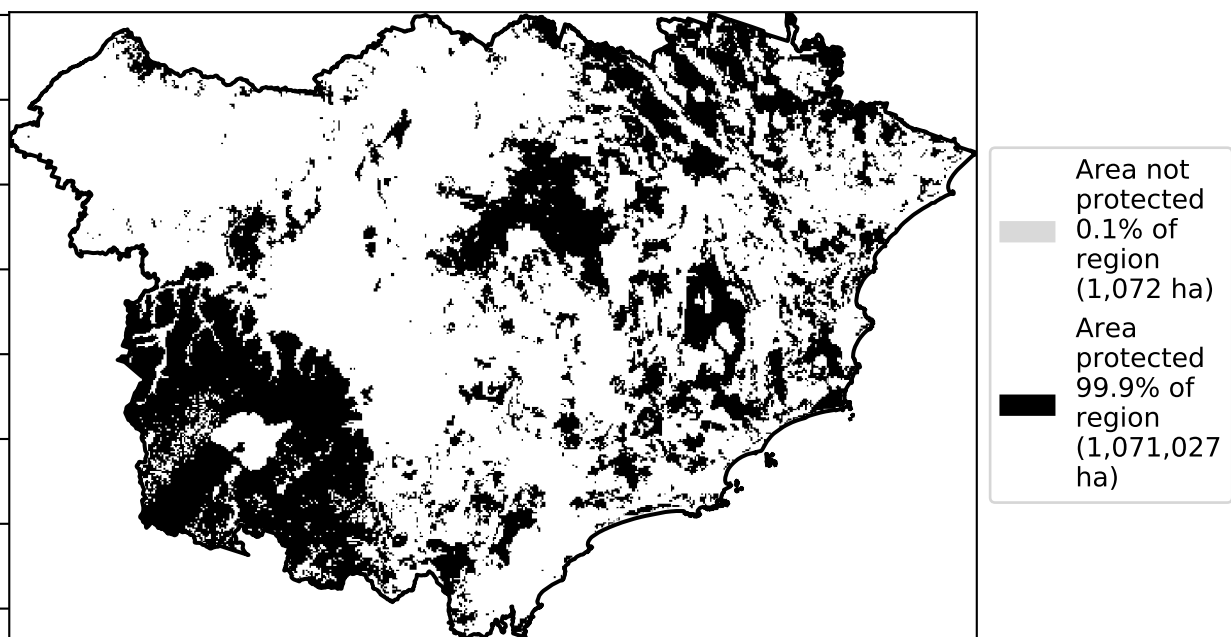 Area not
protected
0.1% of
region
(1,072 ha)
Area
protected
99.9% of
region
(1,071,027
ha)